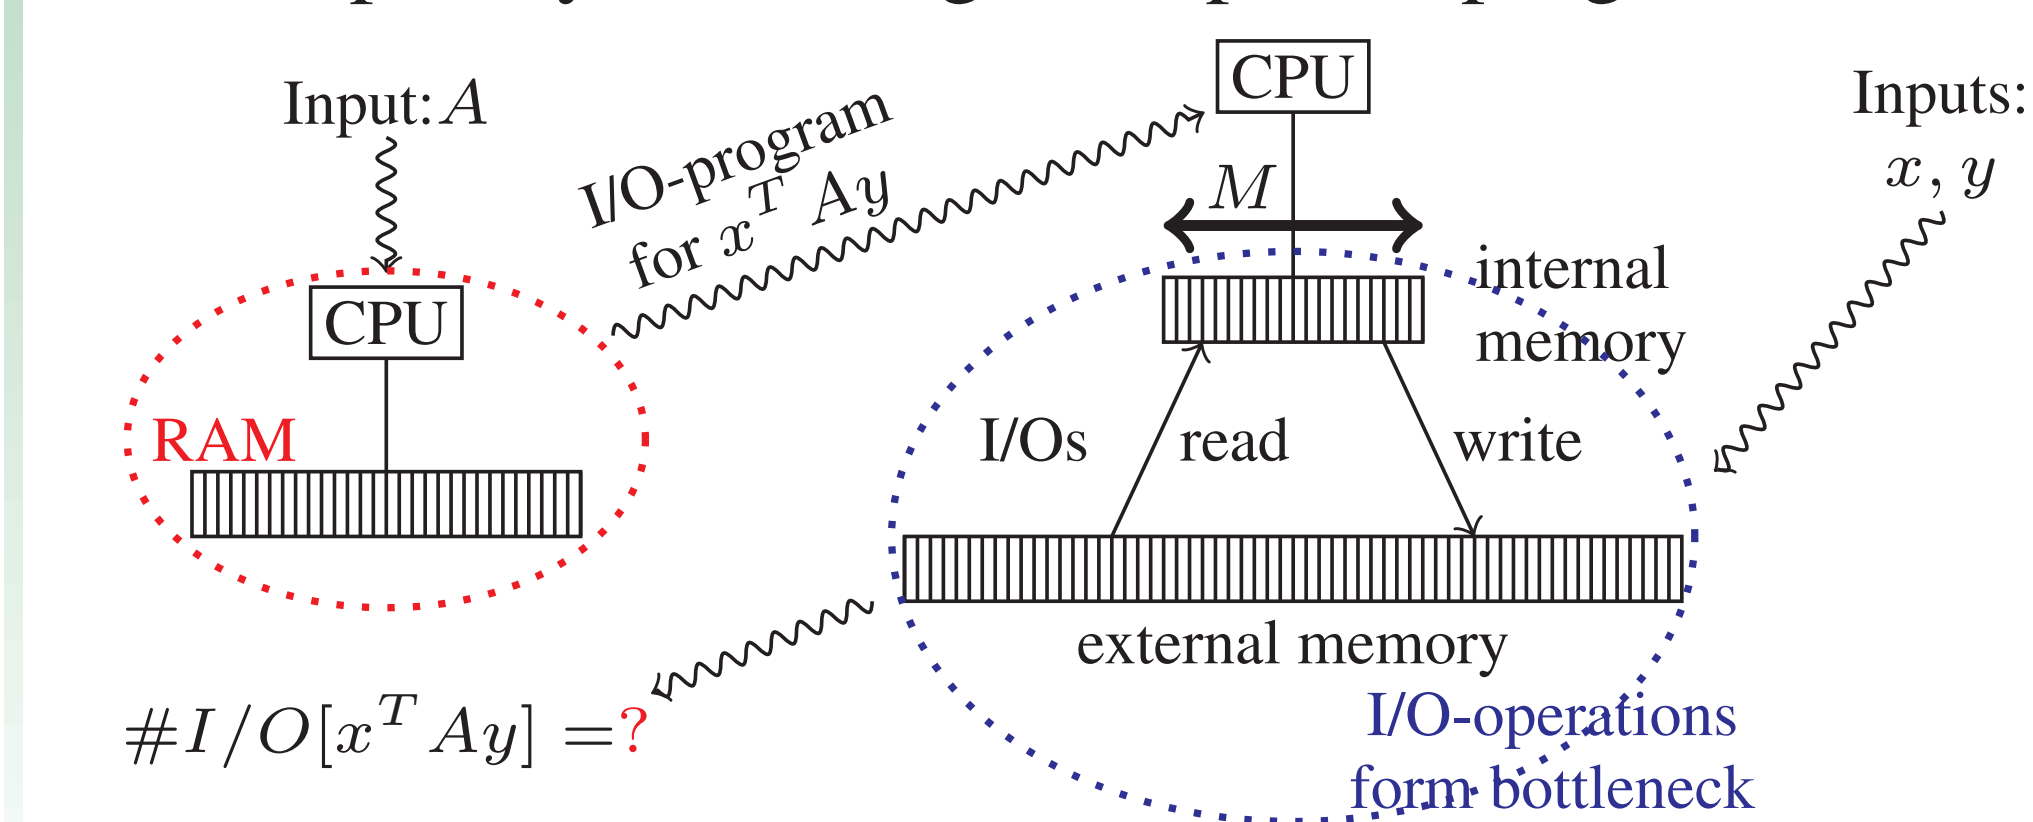 Input: A
I/O-program
for x^T Ay
CPU
RAM
CPU
M
internal
memory
I/Os
read
write
external memory
Inputs:
x, y
#I/O[x^T Ay] =?
I/O-operations
form bottleneck